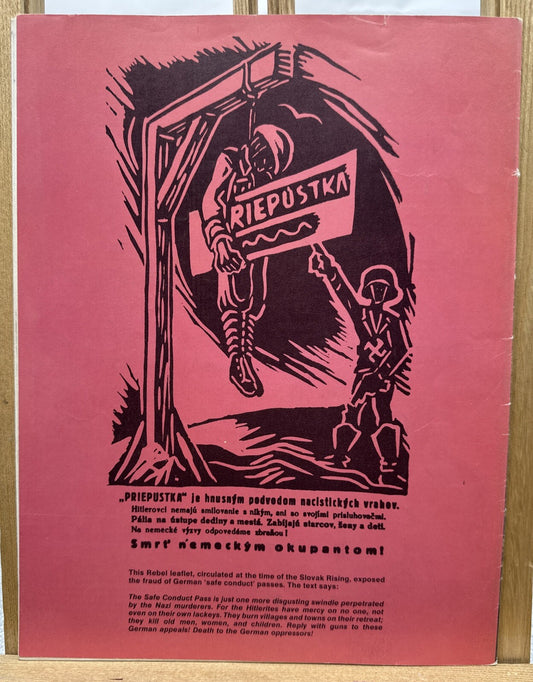 PRIEPUSTKA
„PRIEPUSTKA" je hnusným podvodom nacistických vrahov.
Hitlerovci nemajú smilovanie s nikým, ani so svojimi prisluhovačmi.
Pália na ústupe dediny a mestá. Zabíjajú starcov, ženy a deti.
Na nemecké výzvy odpovedáme zbraňou!
Smrť nemeckým okupantom!
This Rebel leaflet, circulated at the time of the Slovak Rising, exposed
the fraud of German 'safe conduct' passes. The text says:
The Safe Conduct Pass is just one more disgusting swindle perpetrated
by the Nazi murderers. For the Hitlerites have mercy on no one, not
even on their own lackeys. They burn villages and towns on their retreat;
they kill old men, women, and children. Reply with guns to these
German appeals! Death to the German oppressors!